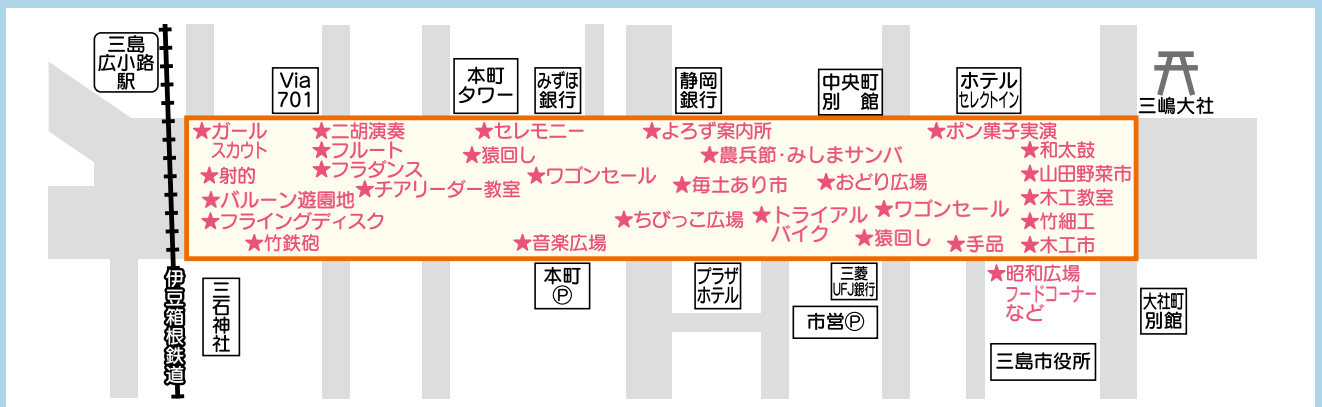 三島
広小路
駅
Via
701
本町
タワー
みずほ
銀行
静岡
銀行
中央町
別館
ホテル
セレクトイン
三嶋大社
★ガール
スカウト
★射的
★バルーン遊園地
★フライングディスク
★竹鉄砲
★二胡演奏
★フルート
★フラダンス
★チアリーダー教室
★セレモニー
★猿回し
★ワゴンセール
★音楽広場
★よろず案内所
★農兵節・みしまサンバ
★毎土あり市
★ちびっこ広場
★トライアル
バイク
★おどり広場
★ワゴンセール
★猿回し
★手品
★ポン菓子実演
★和太鼓
★山田野菜市
★木工教室
★竹細工
★木工市
★昭和広場
フードコーナー
など
伊豆箱根鉄道
三石神社
本町
Ⓟ
プラザ
ホテル
三菱
UFJ銀行
市営Ⓟ
三島市役所
大社町
別館